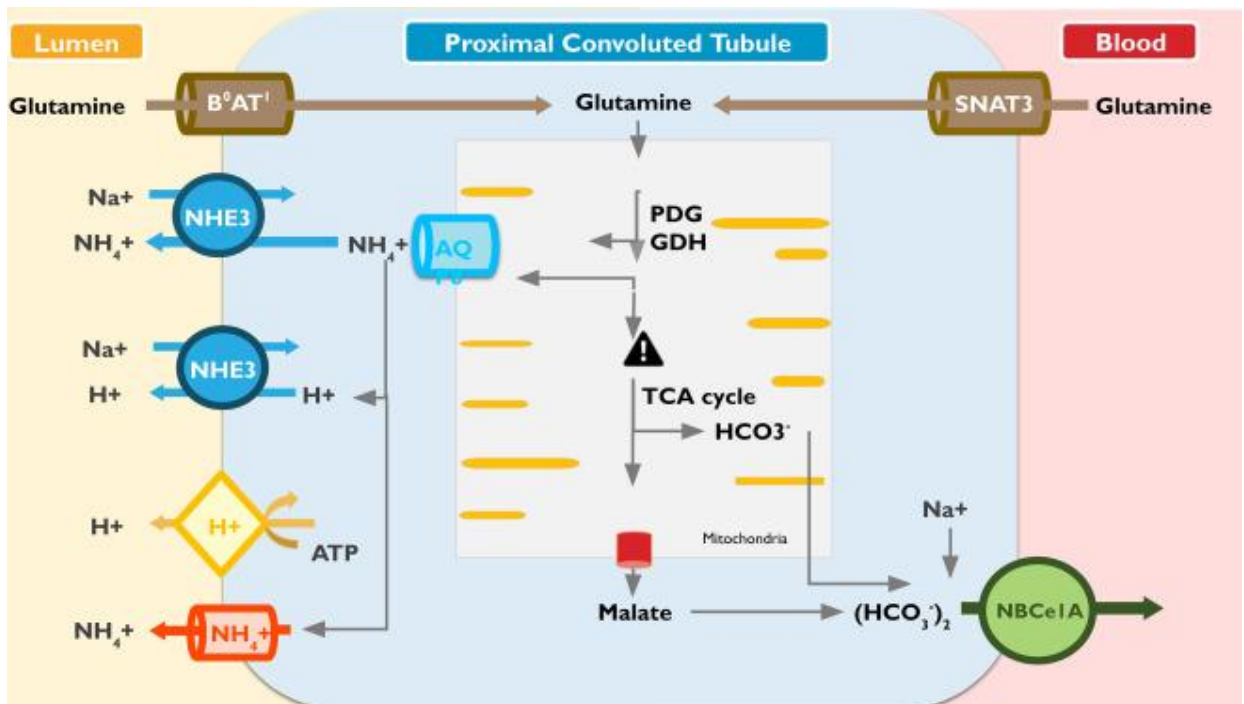 Lumen
Proximal Convoluted Tubule
Blood
Glutamine
B⁰AT¹
Glutamine
SNAT3
Glutamine
Na+
NHE3
NH₄+
NH₄+
AQ
PDG
GDH
Na+
NHE3
H+
H+
TCA cycle
HCO3⁻
H+
H+
ATP
Mitochondria
Na+
NH₄+
NH₄+
Malate
(HCO₃⁻)₂
NBCe1A